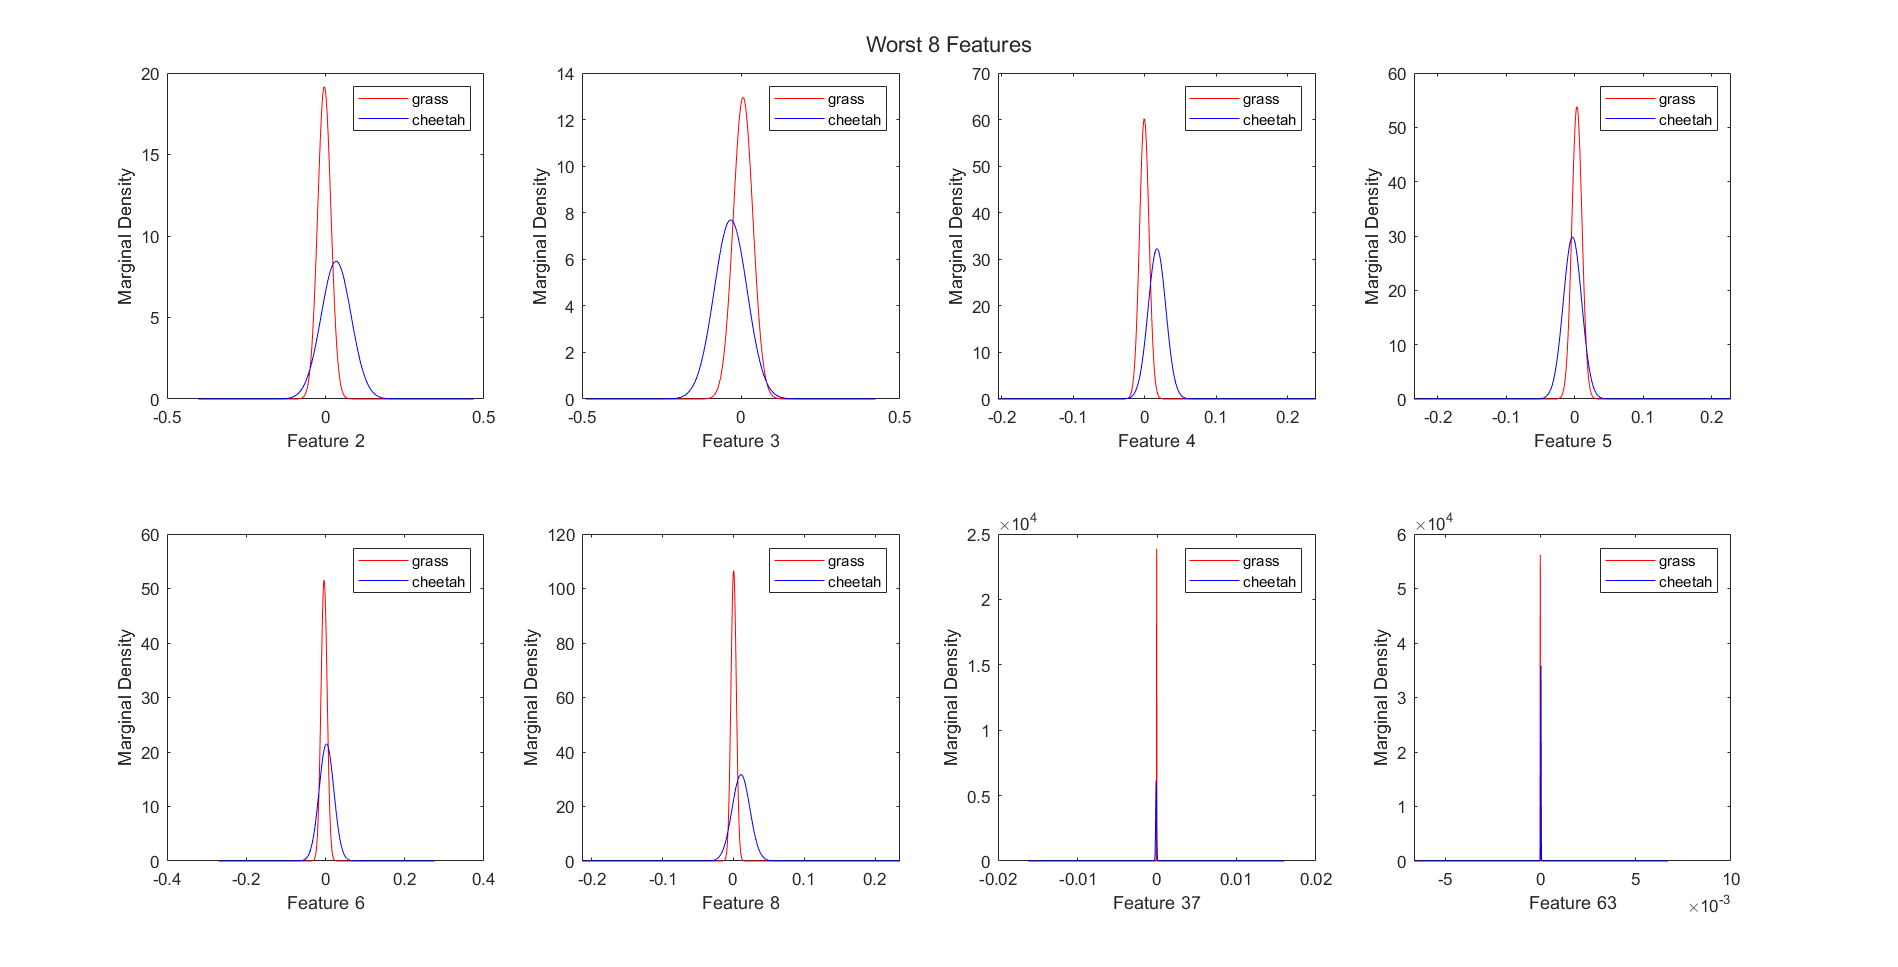 Worst 8 Features
20
15
10
5
0
-0.5
0
0.5
Marginal Density
Feature 2
grass
cheetah
14
12
10
8
6
4
2
0
-0.5
0
0.5
Marginal Density
Feature 3
grass
cheetah
70
60
50
40
30
20
10
0
-0.2
-0.1
0
0.1
0.2
Marginal Density
Feature 4
grass
cheetah
60
50
40
30
20
10
0
-0.2
-0.1
0
0.1
0.2
Marginal Density
Feature 5
grass
cheetah
60
50
40
30
20
10
0
-0.4
-0.2
0
0.2
0.4
Marginal Density
Feature 6
grass
cheetah
120
100
80
60
40
20
0
-0.2
-0.1
0
0.1
0.2
Marginal Density
Feature 8
grass
cheetah
×10⁴
2.5
2
1.5
1
0.5
0
-0.02
-0.01
0
0.01
0.02
Marginal Density
Feature 37
grass
cheetah
×10⁴
6
5
4
3
2
1
0
-5
0
5
10
×10⁻³
Marginal Density
Feature 63
grass
cheetah